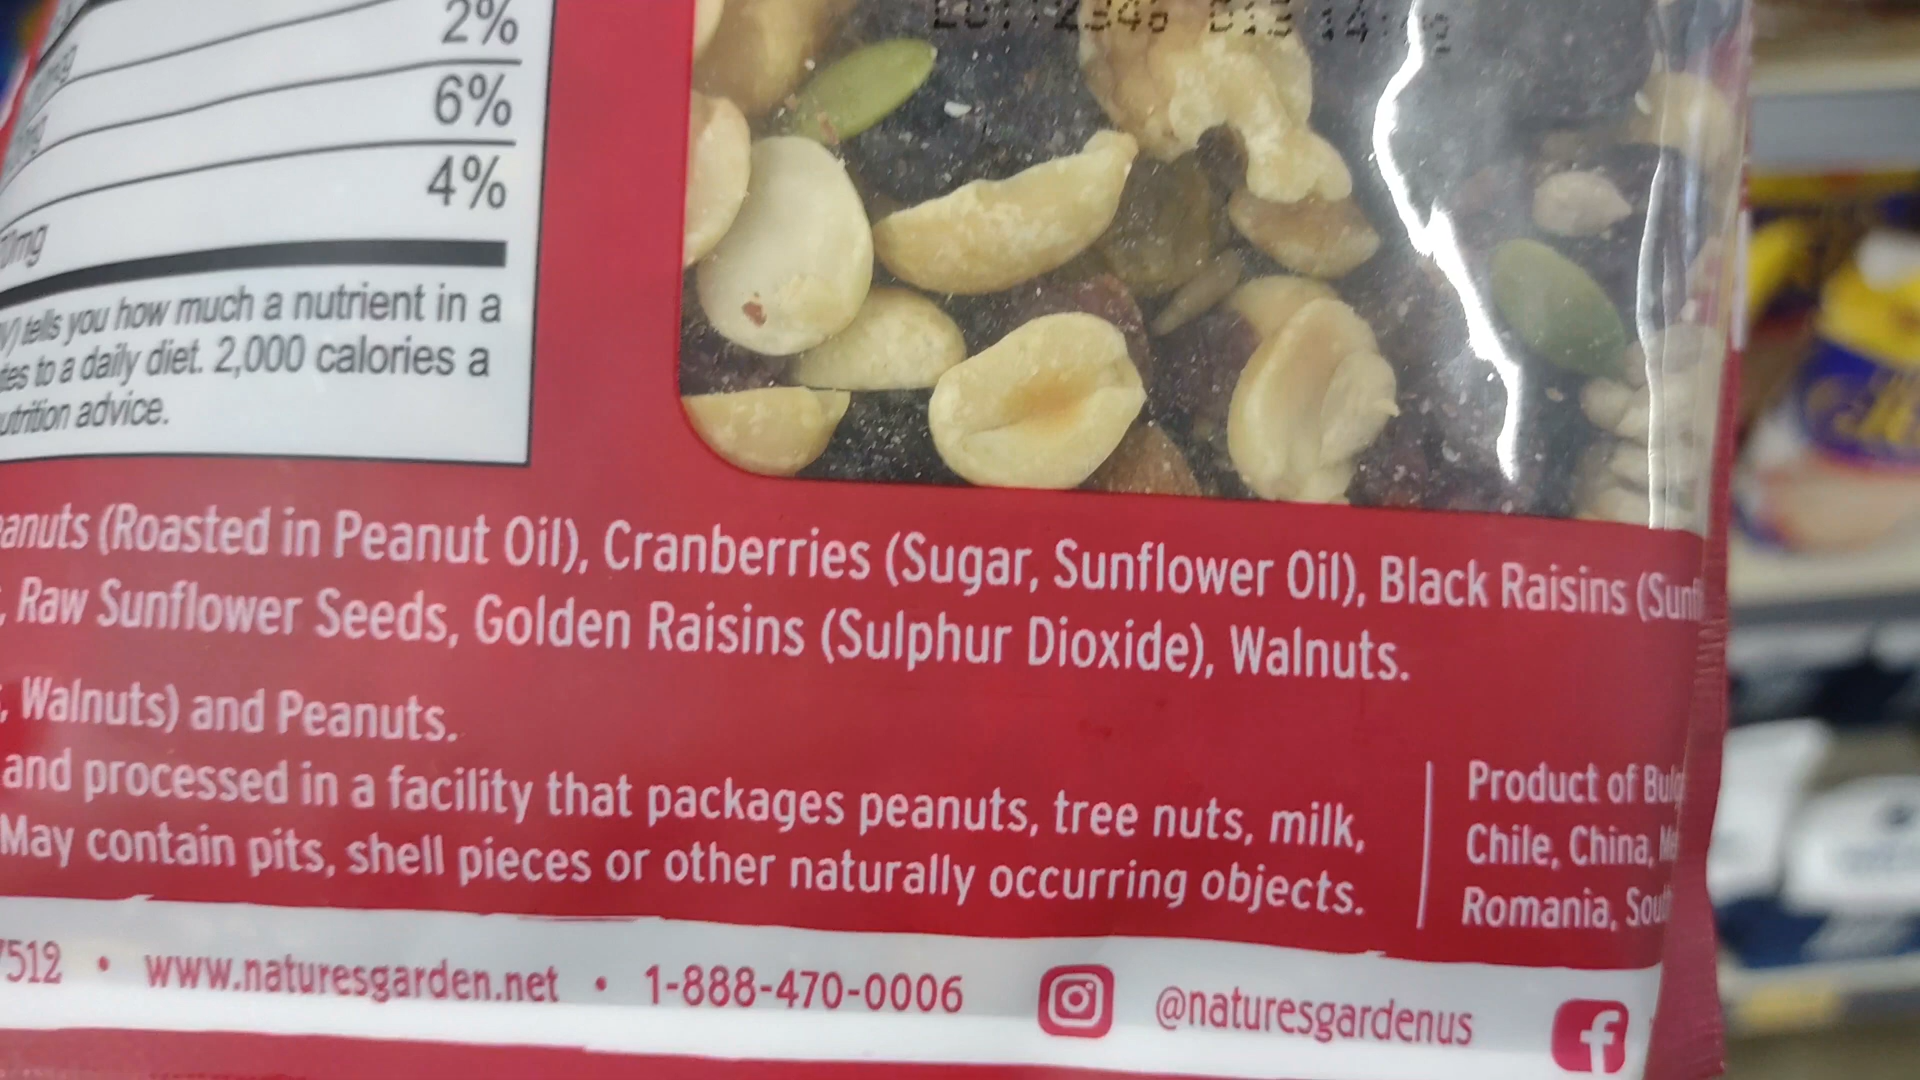 2%
6%
4%
tells you how much a nutrient in a
to a daily diet. 2,000 calories a
advice.
(Roasted in Peanut Oil), Cranberries (Sugar, Sunflower Oil), Black Raisins
Raw Sunflower Seeds, Golden Raisins (Sulphur Dioxide), Walnuts.
, Walnuts) and Peanuts.
and processed in a facility that packages peanuts, tree nuts, milk,
May contain pits, shell pieces or other naturally occurring objects.
Product of
Chile, China,
Romania,
7512 • www.naturesgarden.net • 1-888-470-0006 @naturesgardenus